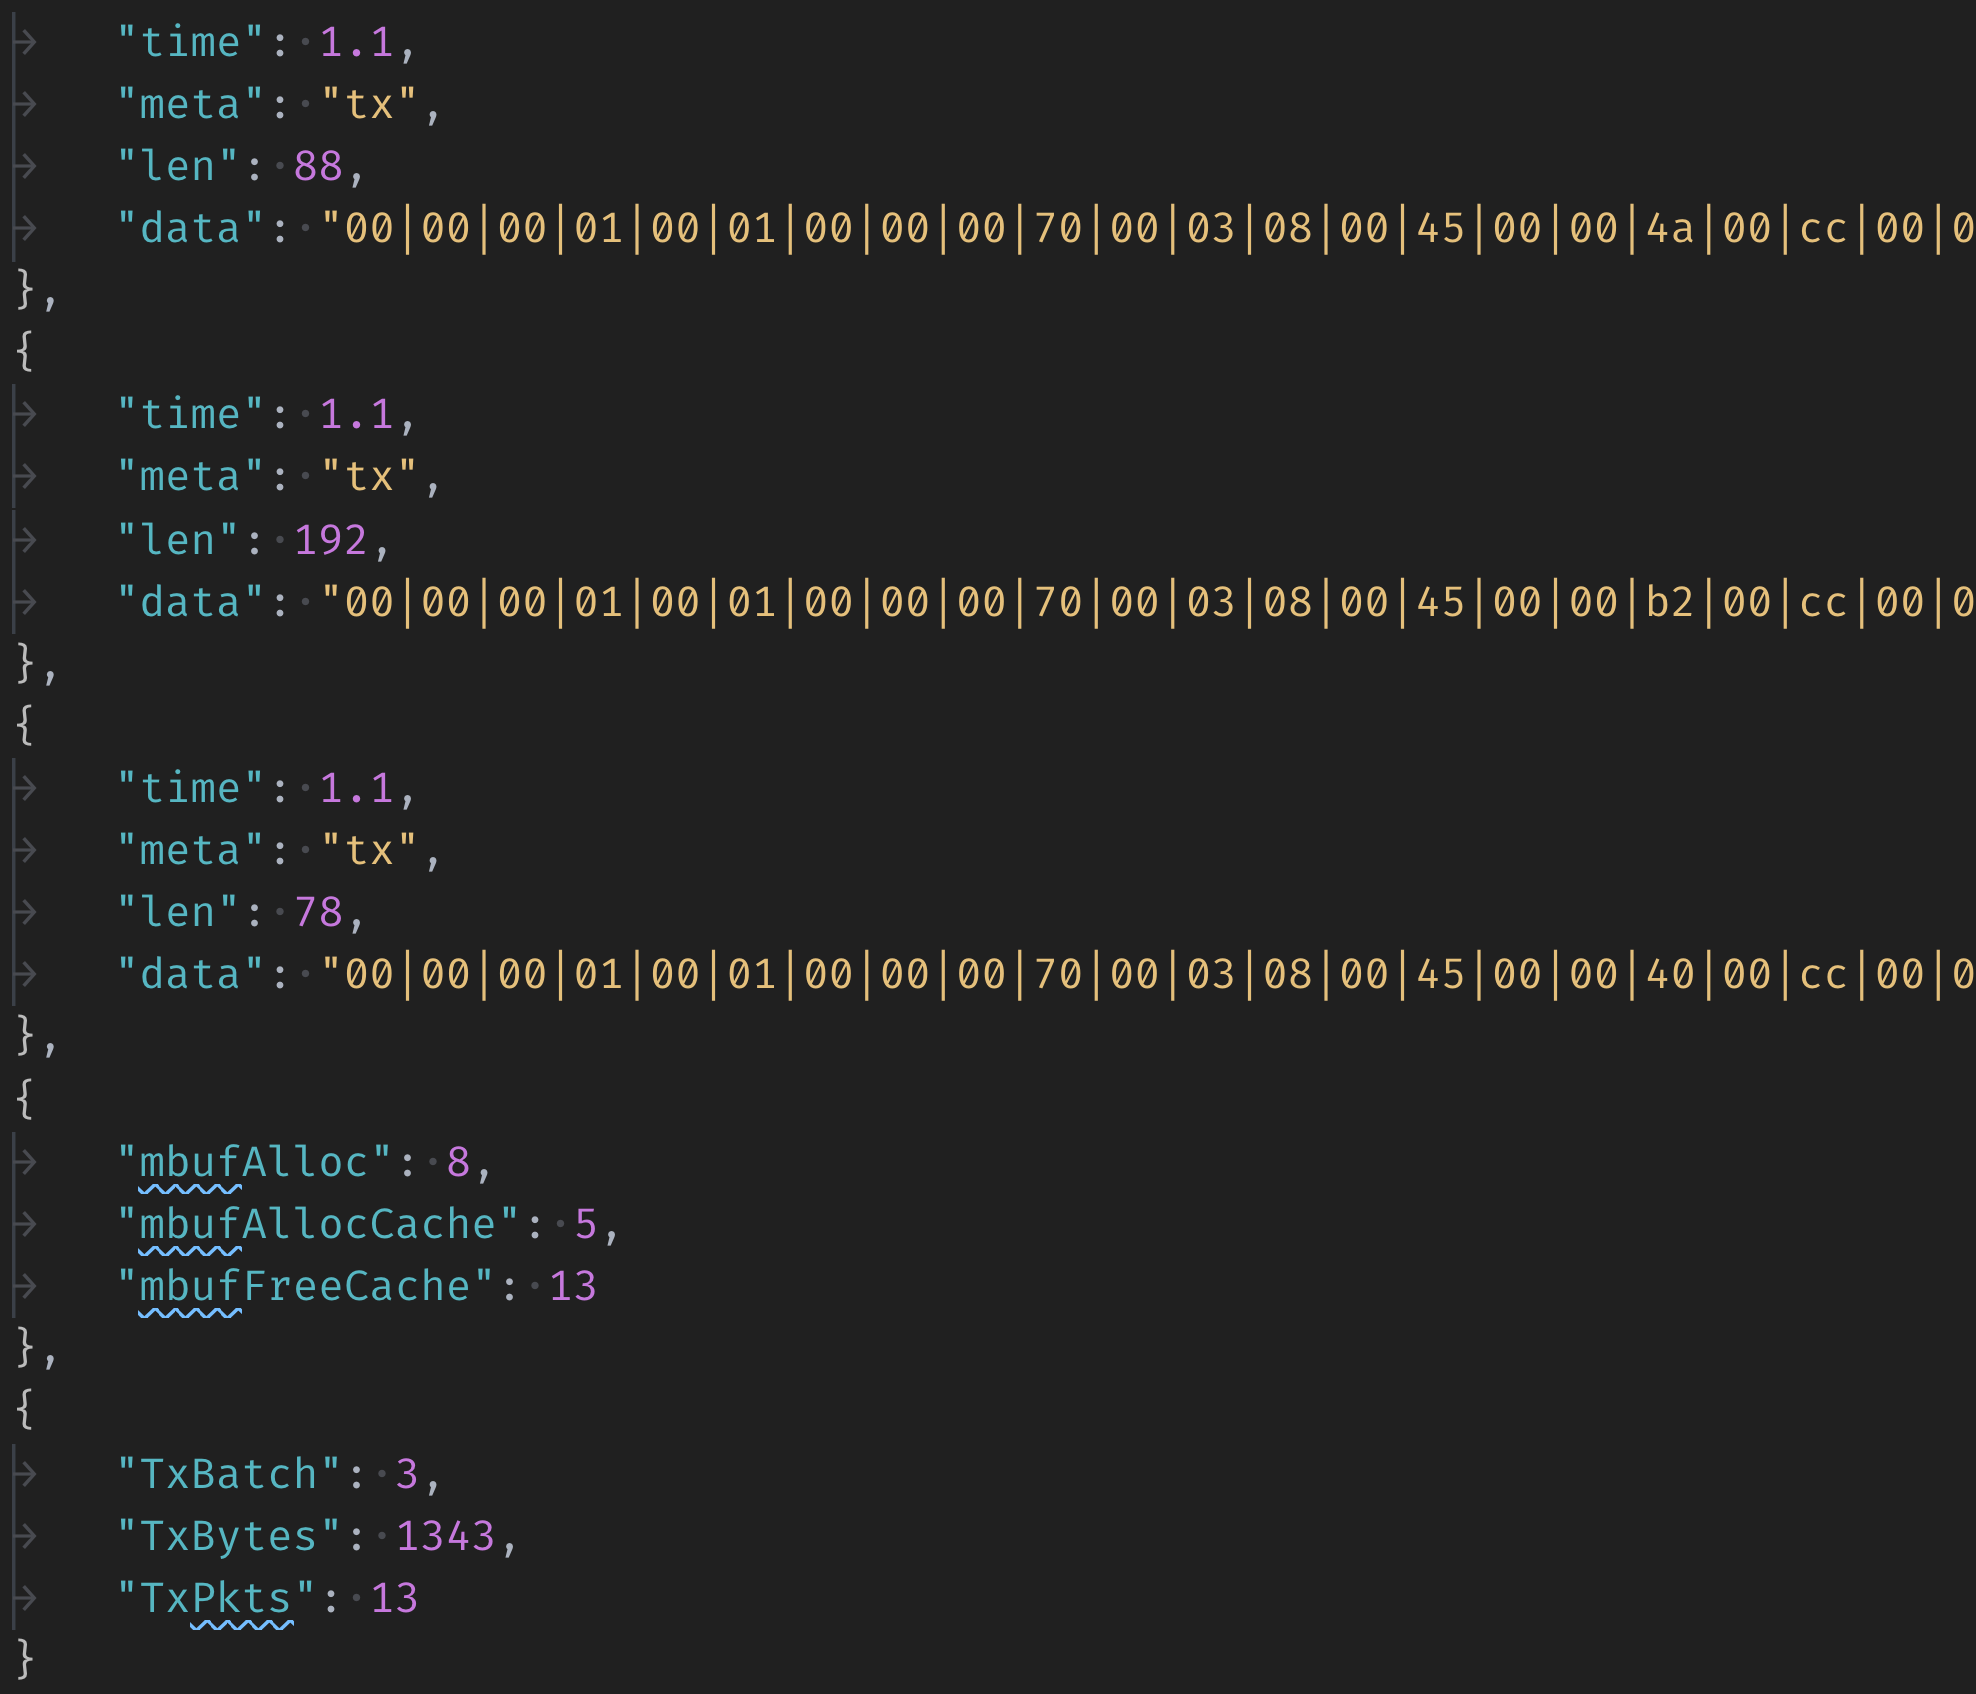 "time": 1.1,
"meta": "tx",
"len": 88,
"data": "00|00|00|01|00|01|00|00|00|70|00|03|08|00|45|00|00|4a|00|cc|00|0
},
{
"time": 1.1,
"meta": "tx",
"len": 192,
"data": "00|00|00|01|00|01|00|00|00|70|00|03|08|00|45|00|00|b2|00|cc|00|0
},
{
"time": 1.1,
"meta": "tx",
"len": 78,
"data": "00|00|00|01|00|01|00|00|00|70|00|03|08|00|45|00|00|40|00|cc|00|0
},
{
"mbufAlloc": 8,
"mbufAllocCache": 5,
"mbufFreeCache": 13
},
{
"TxBatch": 3,
"TxBytes": 1343,
"TxPkts": 13
}